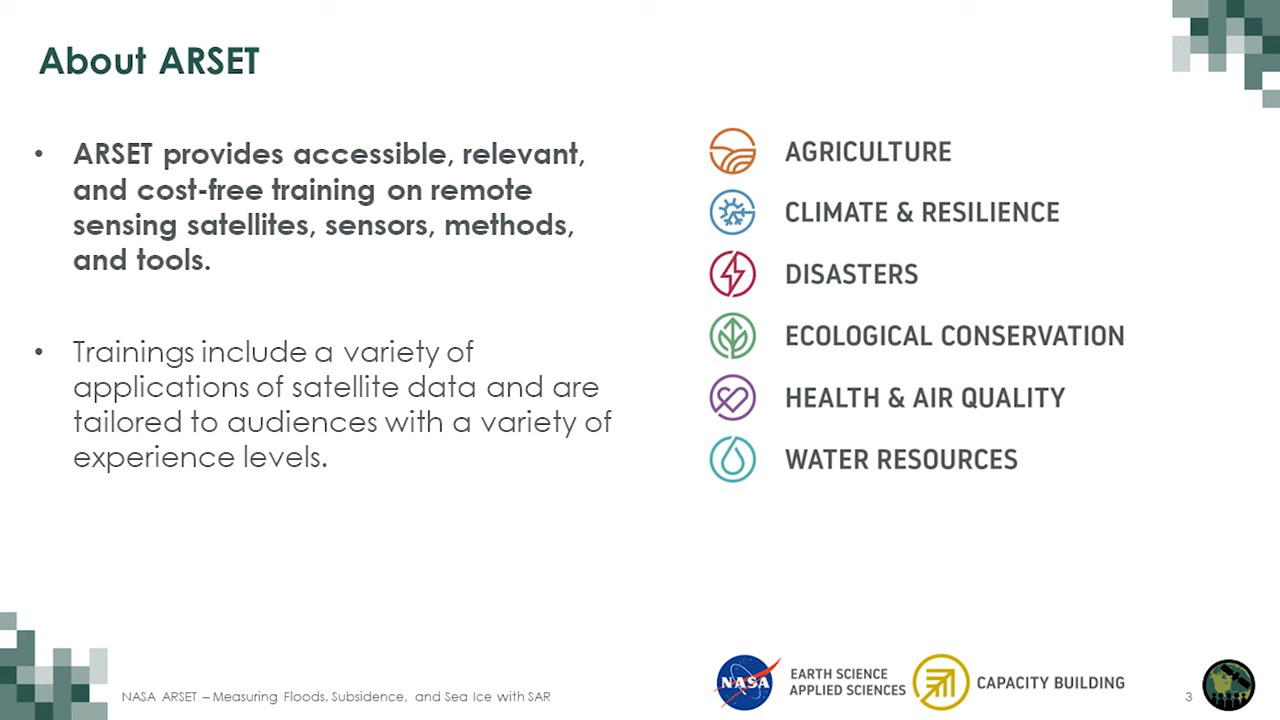 About ARSET
• ARSET provides accessible, relevant,
and cost-free training on remote
sensing satellites, sensors, methods,
and tools.
• Trainings include a variety of
applications of satellite data and are
tailored to audiences with a variety of
experience levels.
AGRICULTURE
CLIMATE & RESILIENCE
DISASTERS
ECOLOGICAL CONSERVATION
HEALTH & AIR QUALITY
WATER RESOURCES
NASA ARSET – Measuring Floods, Subsidence, and Sea Ice with SAR
NASA
EARTH SCIENCE
APPLIED SCIENCES
CAPACITY BUILDING
3